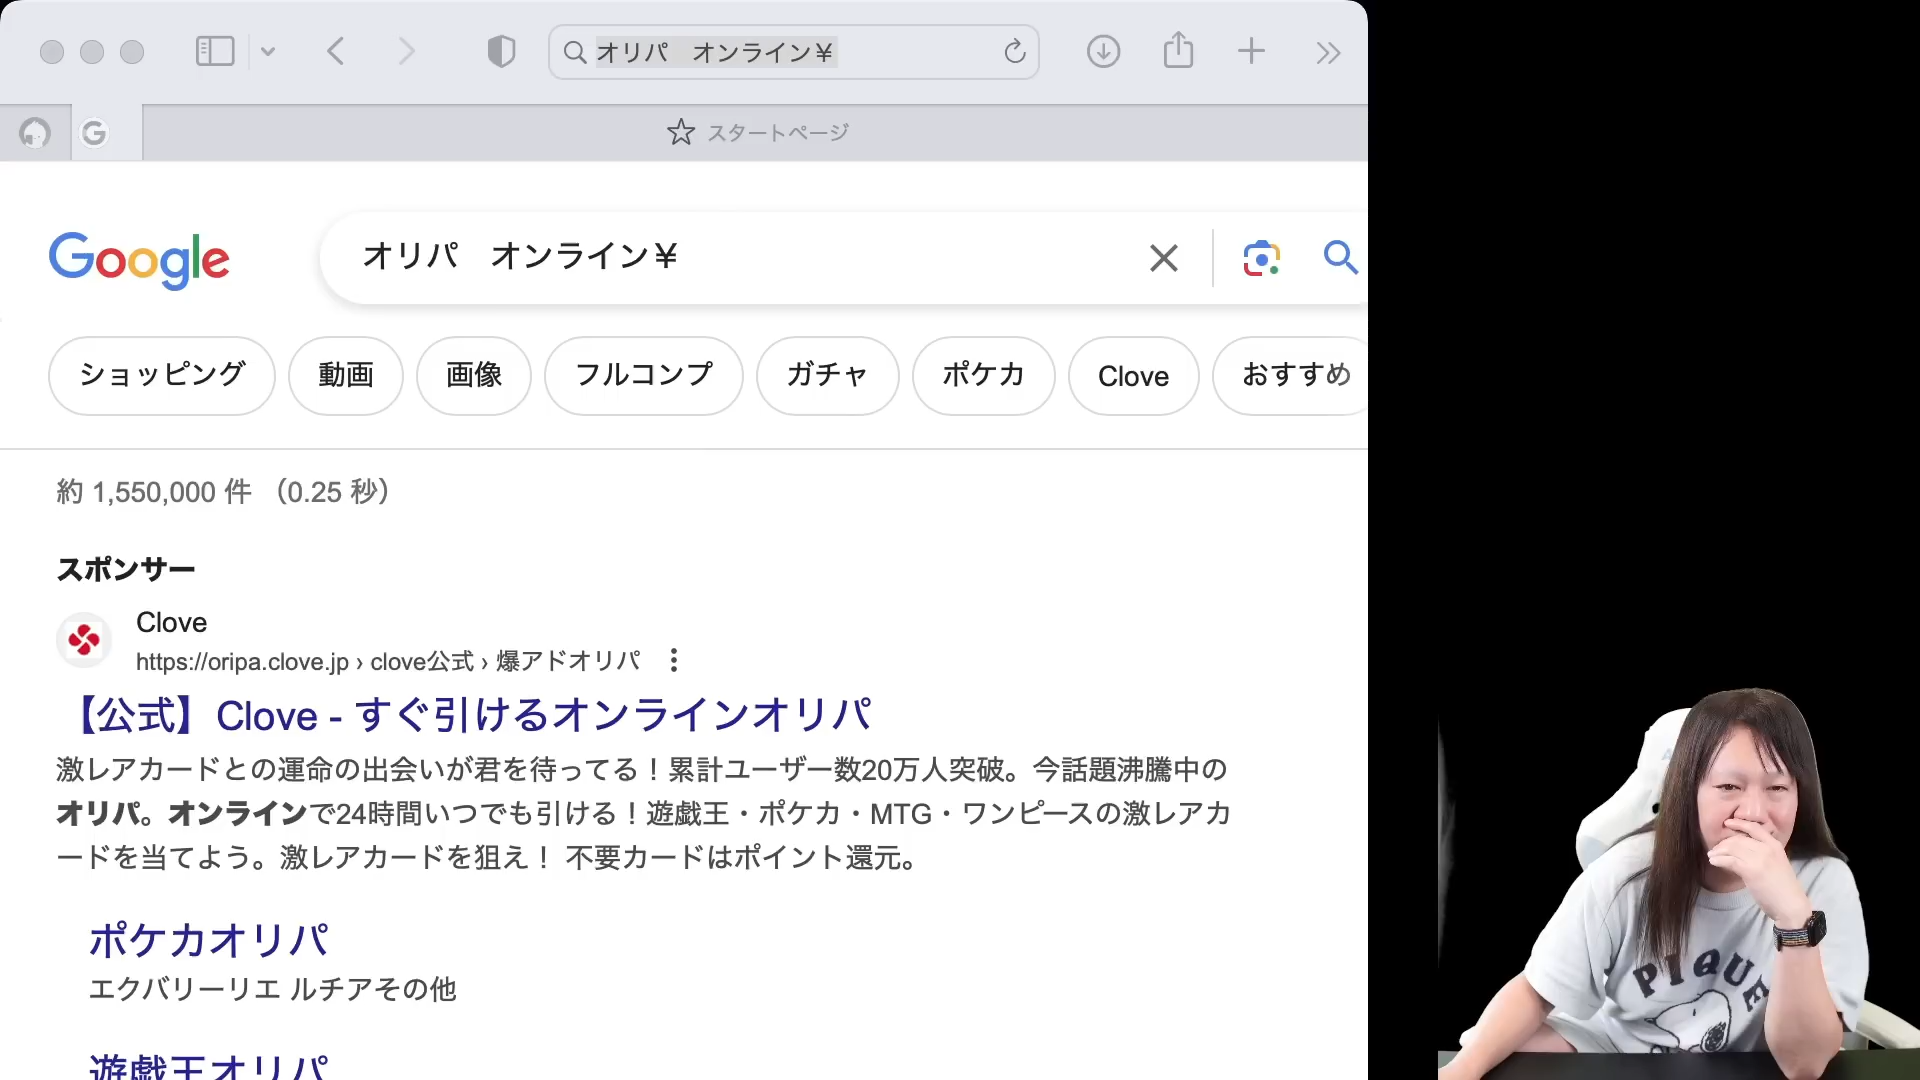 オリパ　オンライン¥
スタートページ
Google
オリパ　オンライン¥
ショッピング
動画
画像
フルコンプ
ガチャ
ポケカ
Clove
おすすめ
約 1,550,000 件 （0.25 秒）
スポンサー
Clove
https://oripa.clove.jp › clove公式 › 爆アドオリパ
【公式】Clove - すぐ引けるオンラインオリパ
激レアカードとの運命の出会いが君を待ってる！累計ユーザー数20万人突破。今話題沸騰中の
オリパ。オンラインで24時間いつでも引ける！遊戯王・ポケカ・MTG・ワンピースの激レアカ
ードを当てよう。激レアカードを狙え！ 不要カードはポイント還元。
ポケカオリパ
エクバリーリエ ルチアその他
遊戯王オリパ
PIQUE